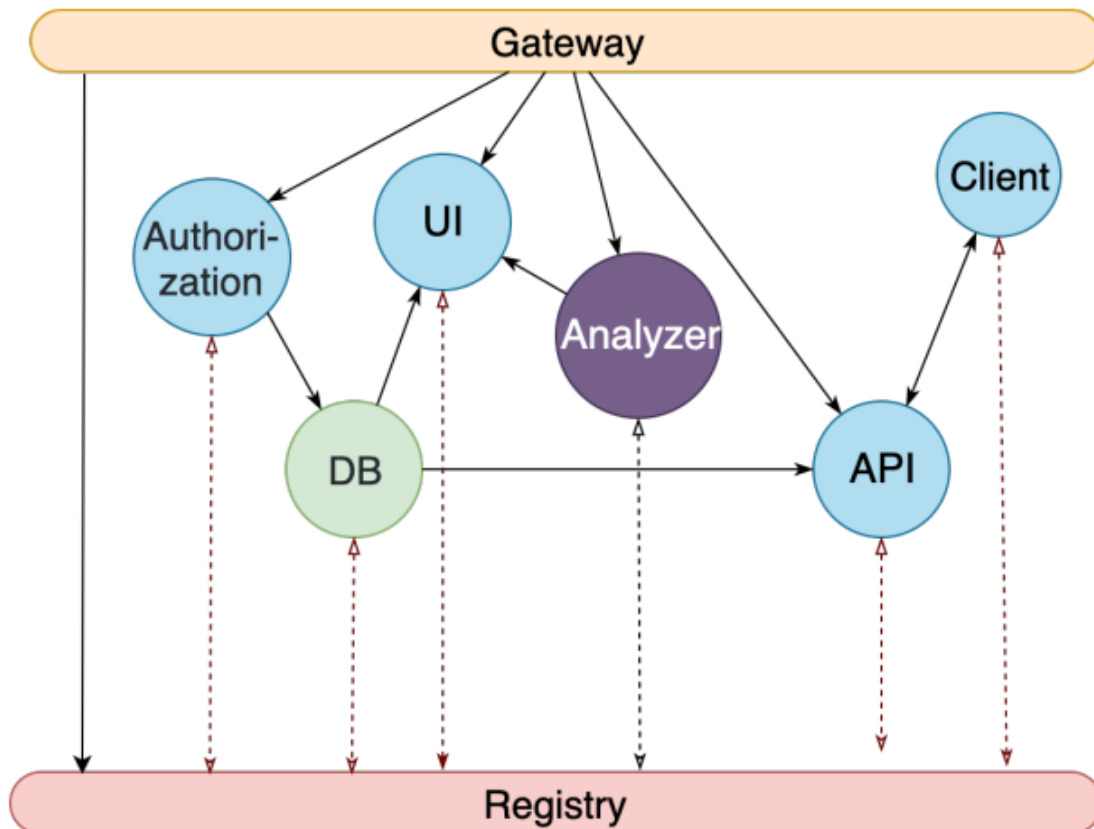 Gateway
Client
UI
Authori-
zation
Analyzer
DB
API
Registry